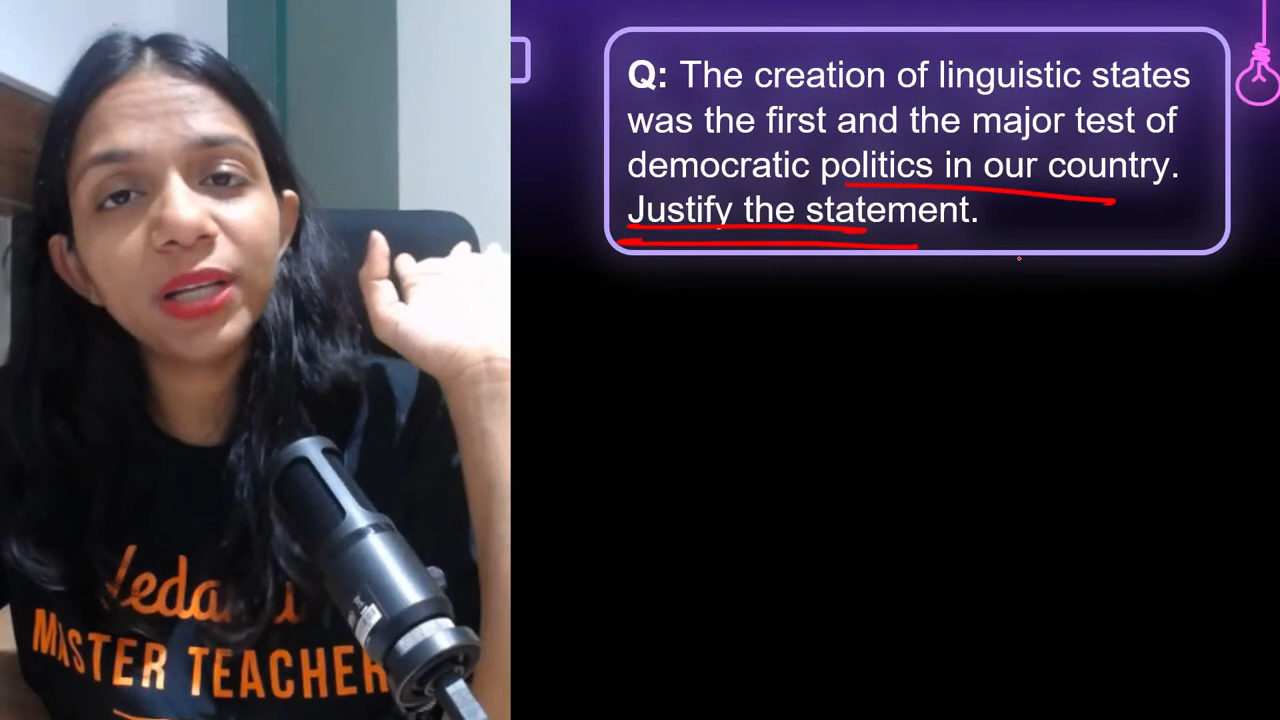 Q: The creation of linguistic states
was the first and the major test of
democratic politics in our country.
Justify the statement.
MASTER TEACHER